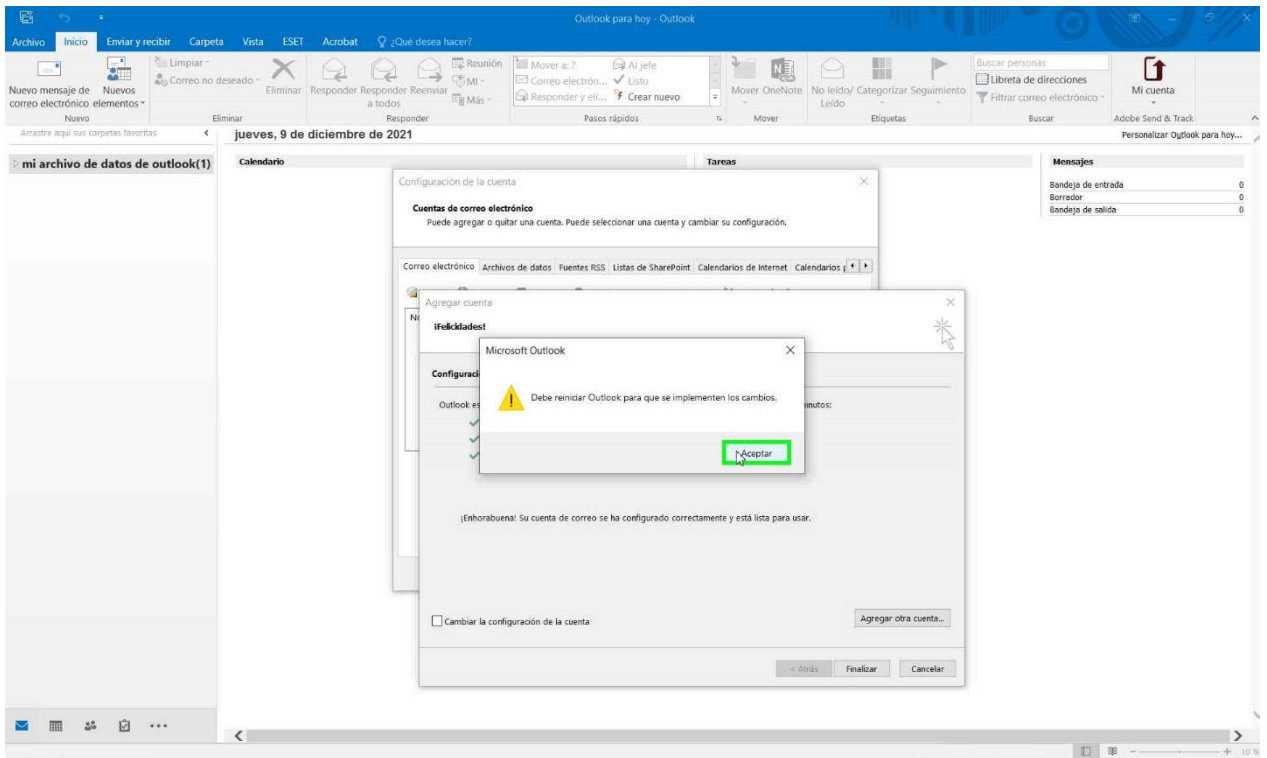 Outlook para hoy - Outlook
Archivo Inicio Enviar y recibir Carpeta Vista ESET Acrobat ¿Qué desea hacer?
Nuevo mensaje de correo electrónico
Nuevos elementos
Nuevo
Limpiar
Correo no deseado
Eliminar
Eliminar
Responder
Responder a todos
Reenviar
Reunión
MI
Más
Responder
Mover a: ?
Correo electrón...
Responder y eli...
Al jefe
Listo
Crear nuevo
Pasos rápidos
Mover
OneNote
Mover
No leído/ Leído
Categorizar
Seguimiento
Etiquetas
Buscar personas
Libreta de direcciones
Filtrar correo electrónico
Buscar
Mi cuenta
Adobe Send & Track
Arrastre aquí sus carpetas favoritas
jueves, 9 de diciembre de 2021
Personalizar Outlook para hoy...
mi archivo de datos de outlook(1)
Calendario
Tareas
Mensajes
Bandeja de entrada 0
Borrador 0
Bandeja de salida 0
Configuración de la cuenta
Cuentas de correo electrónico
Puede agregar o quitar una cuenta. Puede seleccionar una cuenta y cambiar su configuración.
Correo electrónico Archivos de datos Fuentes RSS Listas de SharePoint Calendarios de Internet Calendarios
Agregar cuenta
¡Felicidades!
Microsoft Outlook
Debe reiniciar Outlook para que se implementen los cambios.
Aceptar
¡Enhorabuena! Su cuenta de correo se ha configurado correctamente y está lista para usar.
Cambiar la configuración de la cuenta
Agregar otra cuenta...
< Atrás Finalizar Cancelar
10 %